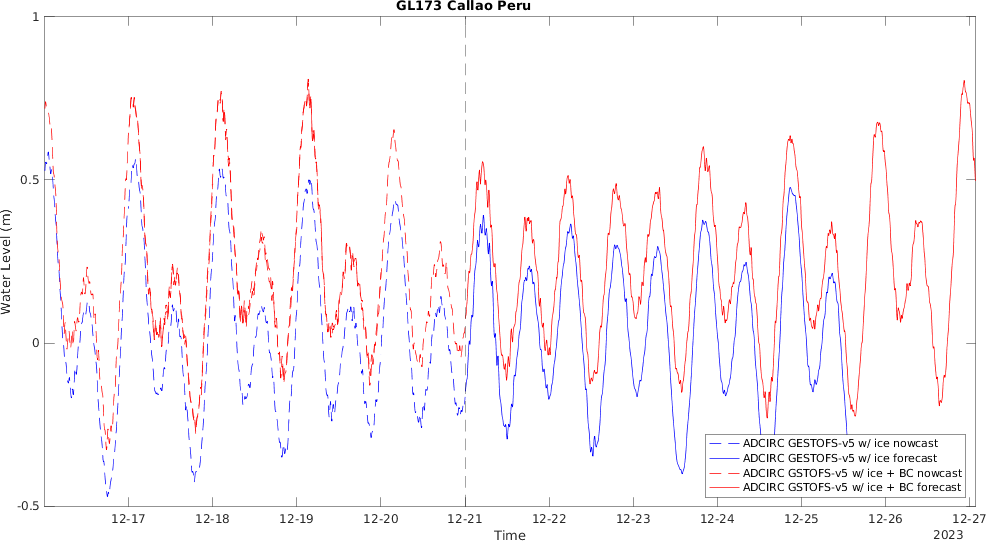 GL173 Callao Peru
1
0.5
0
-0.5
Water Level (m)
12-17 12-18 12-19 12-20 12-21 12-22 12-23 12-24 12-25 12-26 12-27
Time
2023
ADCIRC GESTOFS-v5 w/ ice nowcast
ADCIRC GESTOFS-v5 w/ ice forecast
ADCIRC GSTOFS-v5 w/ ice + BC nowcast
ADCIRC GSTOFS-v5 w/ ice + BC forecast